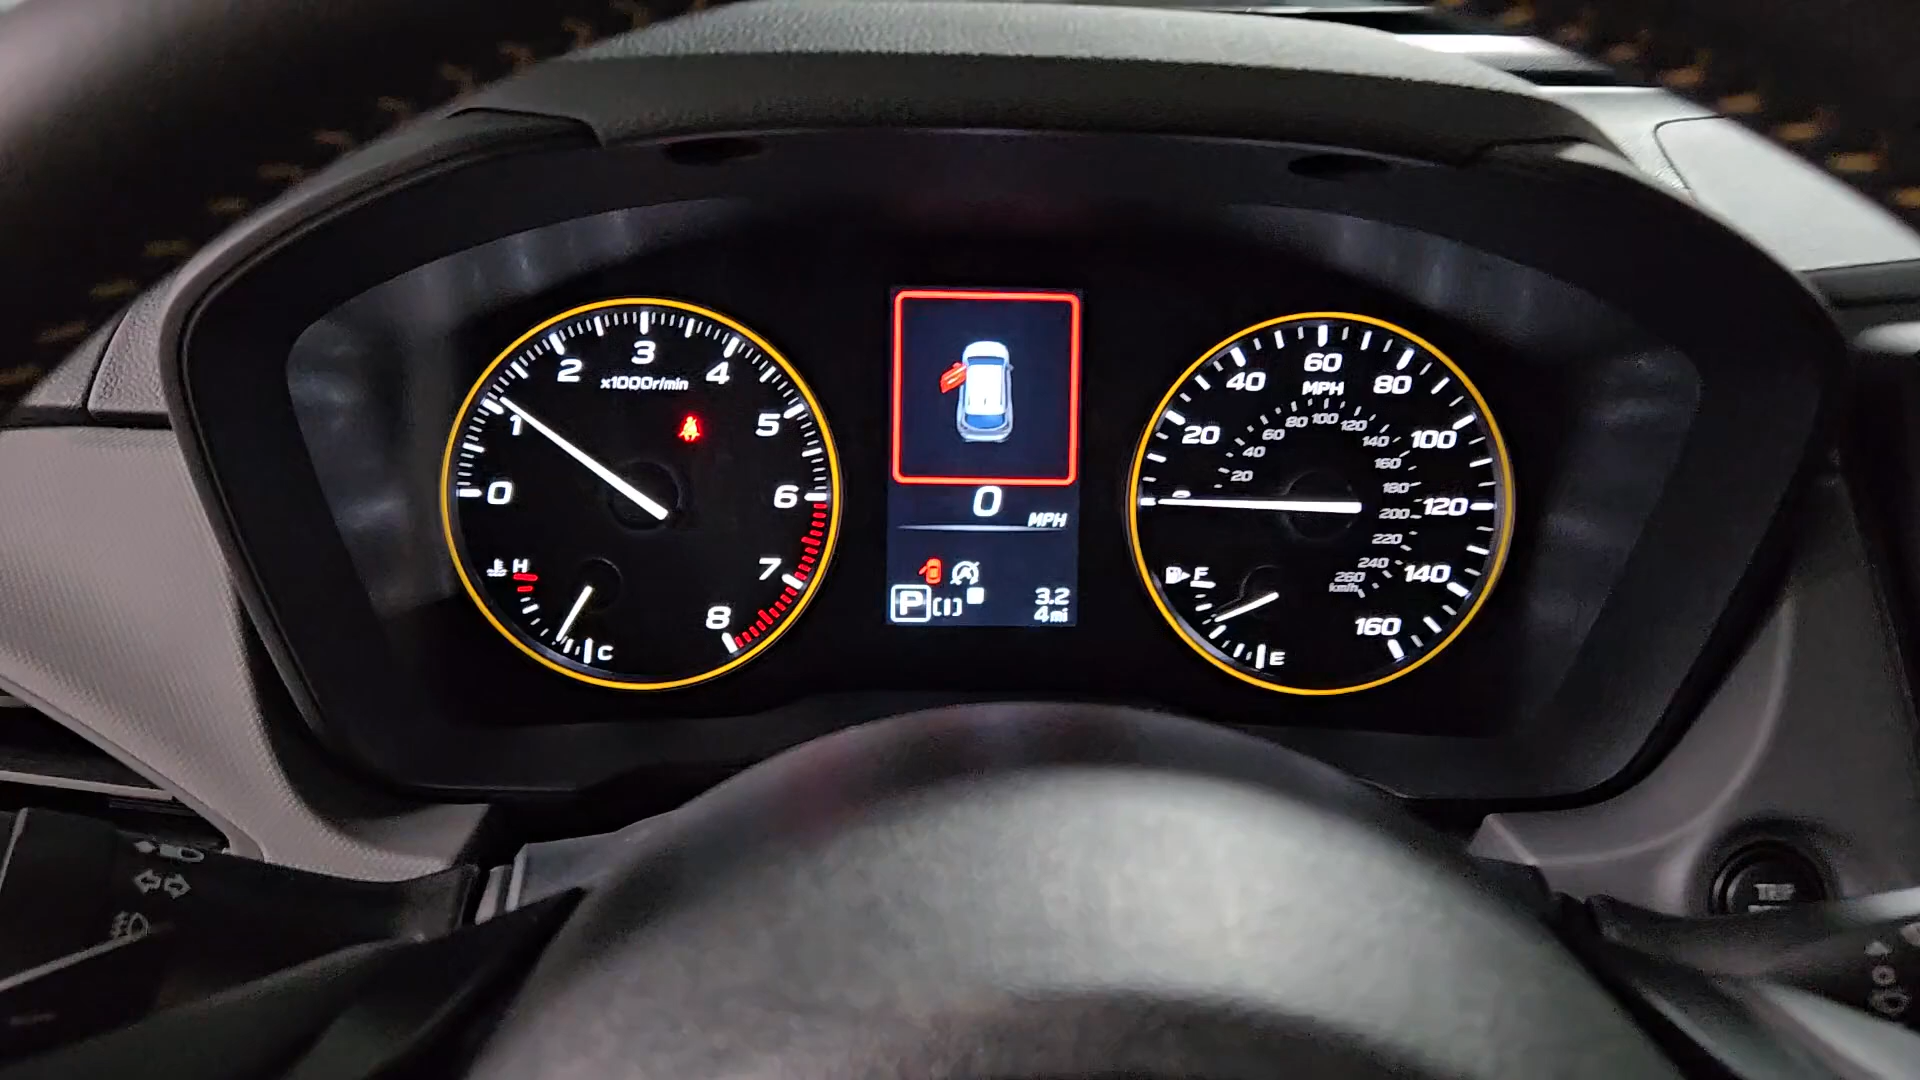 0 1 2 3 4 5 6 7 8
x1000r/min
H
C
0
MPH
P
3.2
4mi
20 40 60 80 100 120 140 160
MPH
20 40 60 80 100 120 140 160 180 200 220 240 260
km/h
F
E
TRIP